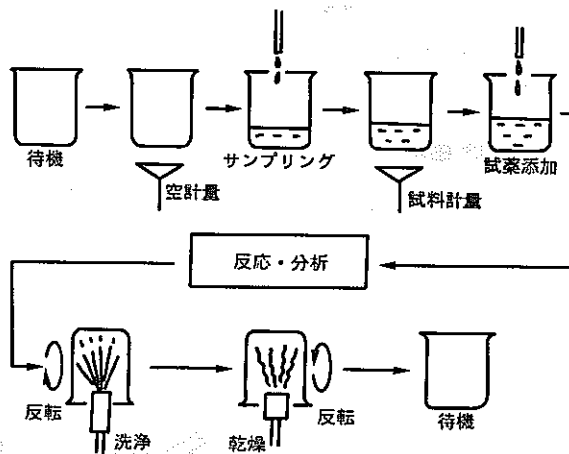 待機
空計量
サンプリング
試料計量
試薬添加
反応・分析
反転
洗浄
乾燥
反転
待機